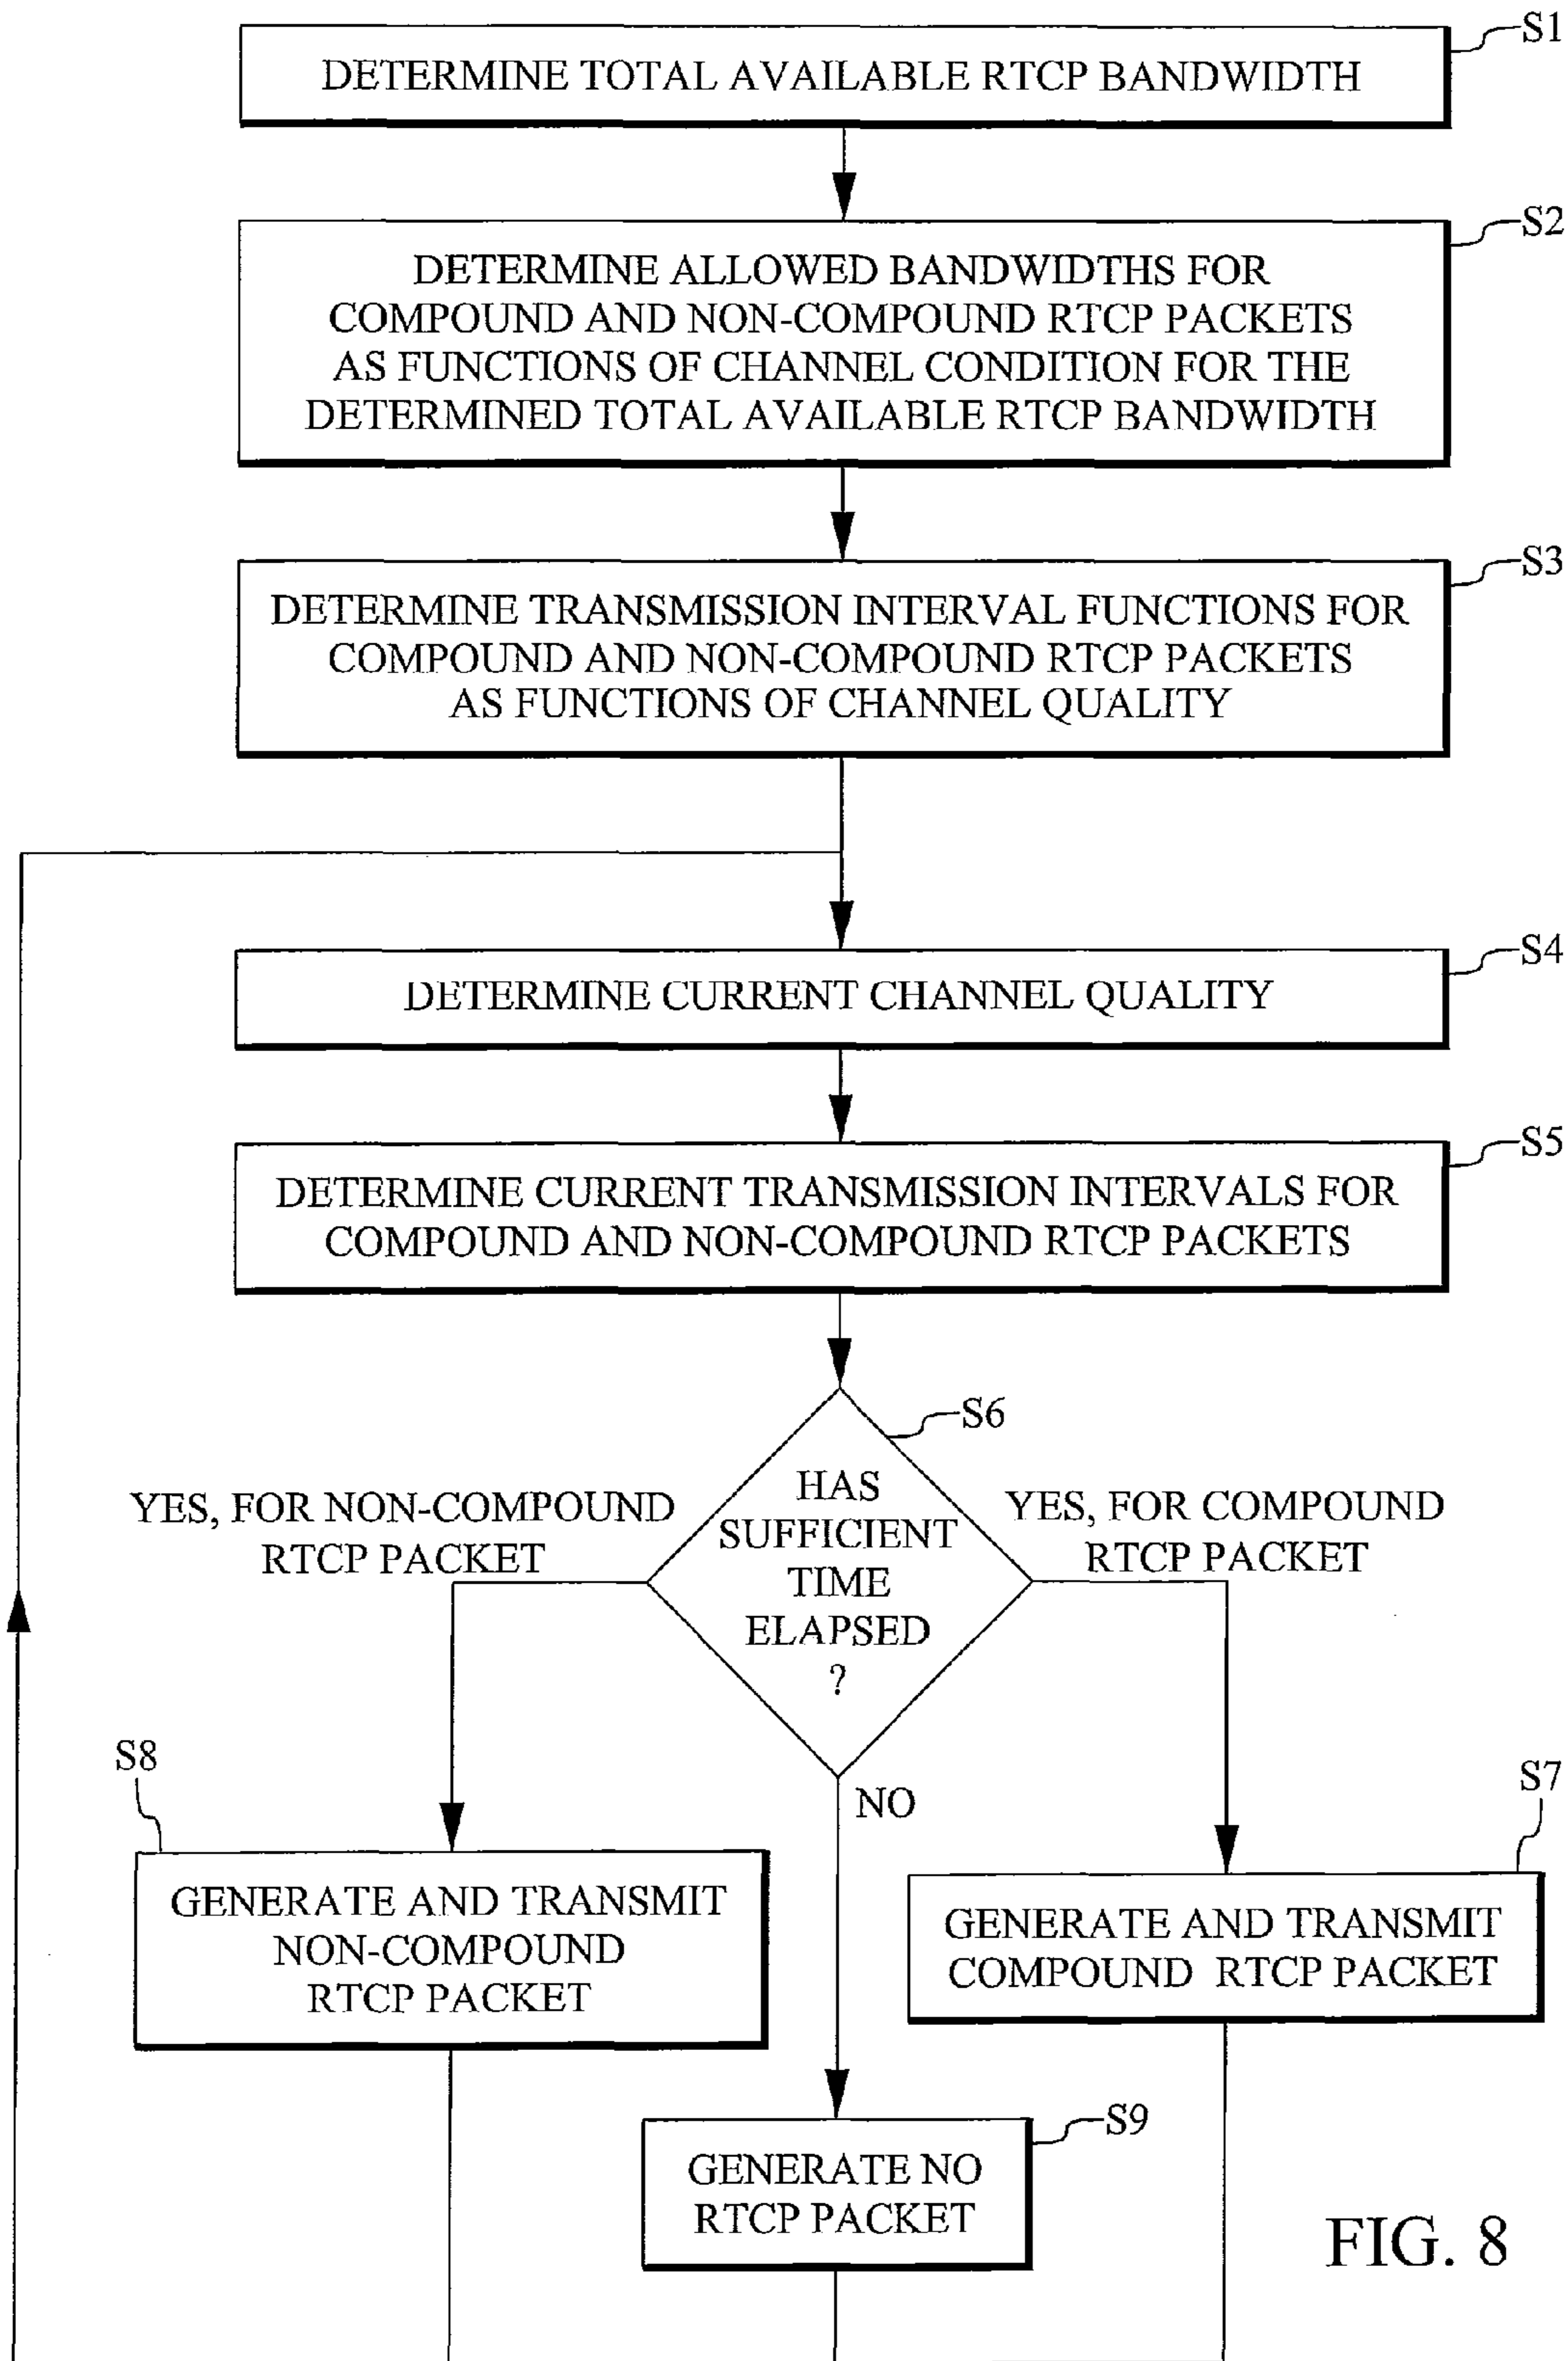 S1
DETERMINE TOTAL AVAILABLE RTCP BANDWIDTH
S2
DETERMINE ALLOWED BANDWIDTHS FOR
COMPOUND AND NON-COMPOUND RTCP PACKETS
AS FUNCTIONS OF CHANNEL CONDITION FOR THE
DETERMINED TOTAL AVAILABLE RTCP BANDWIDTH
S3
DETERMINE TRANSMISSION INTERVAL FUNCTIONS FOR
COMPOUND AND NON-COMPOUND RTCP PACKETS
AS FUNCTIONS OF CHANNEL QUALITY
S4
DETERMINE CURRENT CHANNEL QUALITY
S5
DETERMINE CURRENT TRANSMISSION INTERVALS FOR
COMPOUND AND NON-COMPOUND RTCP PACKETS
S6
HAS
SUFFICIENT
TIME
ELAPSED
?
YES, FOR NON-COMPOUND
RTCP PACKET
YES, FOR COMPOUND
RTCP PACKET
NO
S8
GENERATE AND TRANSMIT
NON-COMPOUND
RTCP PACKET
S7
GENERATE AND TRANSMIT
COMPOUND RTCP PACKET
S9
GENERATE NO
RTCP PACKET
FIG. 8